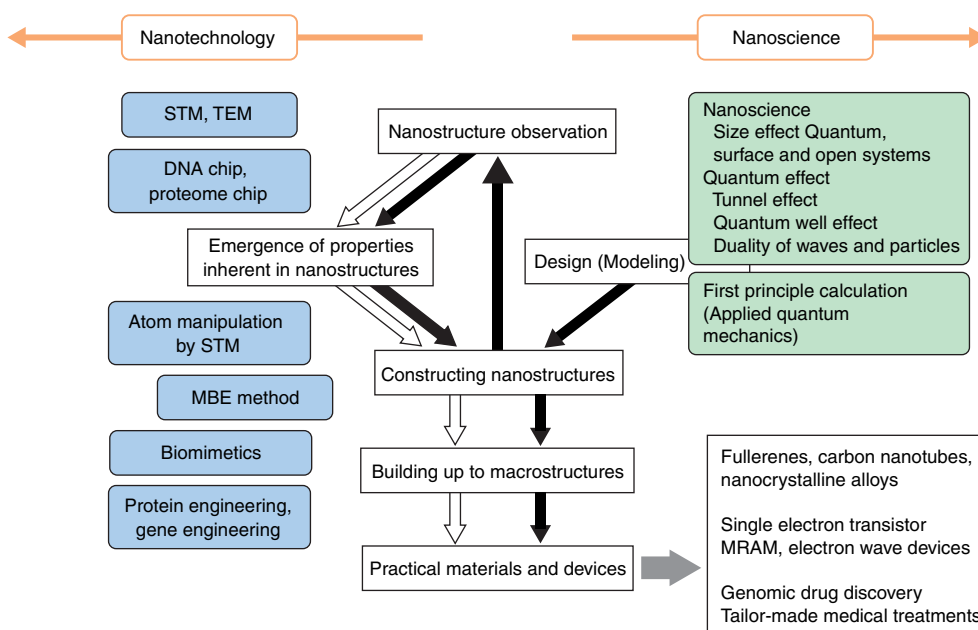 Nanotechnology
Nanoscience
STM, TEM
DNA chip,
proteome chip
Atom manipulation
by STM
MBE method
Biomimetics
Protein engineering,
gene engineering
Nanostructure observation
Emergence of properties
inherent in nanostructures
Design (Modeling)
Constructing nanostructures
Building up to macrostructures
Practical materials and devices
Nanoscience
Size effect Quantum,
surface and open systems
Quantum effect
Tunnel effect
Quantum well effect
Duality of waves and particles
First principle calculation
(Applied quantum
mechanics)
Fullerenes, carbon nanotubes,
nanocrystalline alloys
Single electron transistor
MRAM, electron wave devices
Genomic drug discovery
Tailor-made medical treatments